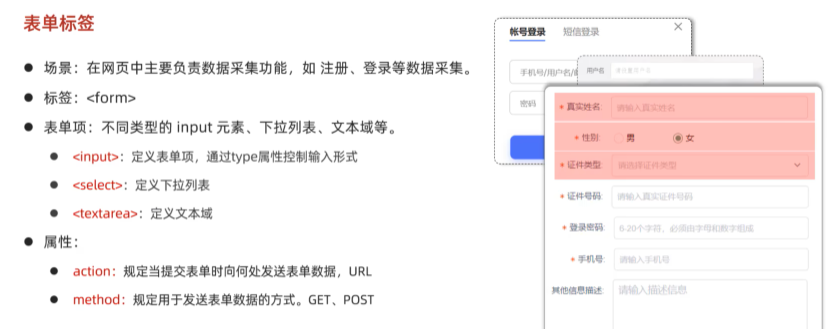 表单标签
● 场景：在网页中主要负责数据采集功能，如 注册、登录等数据采集。
● 标签：<form>
● 表单项：不同类型的 input 元素、下拉列表、文本域等。
● <input>：定义表单项，通过type属性控制输入形式
● <select>：定义下拉列表
● <textarea>：定义文本域
● 属性：
● action：规定当提交表单时向何处发送表单数据，URL
● method：规定用于发送表单数据的方式。GET、POST
帐号登录 短信登录
手机号/用户名/
密码
用户名
* 真实姓名: 请输入真实姓名
* 性别: 男 女
* 证件类型: 请选择证件类型
* 证件号码: 请输入真实证件号码
* 登录密码: 6-20个字符，必须由字母和数字组成
* 手机号: 请输入手机号
其他信息描述: 请输入描述信息